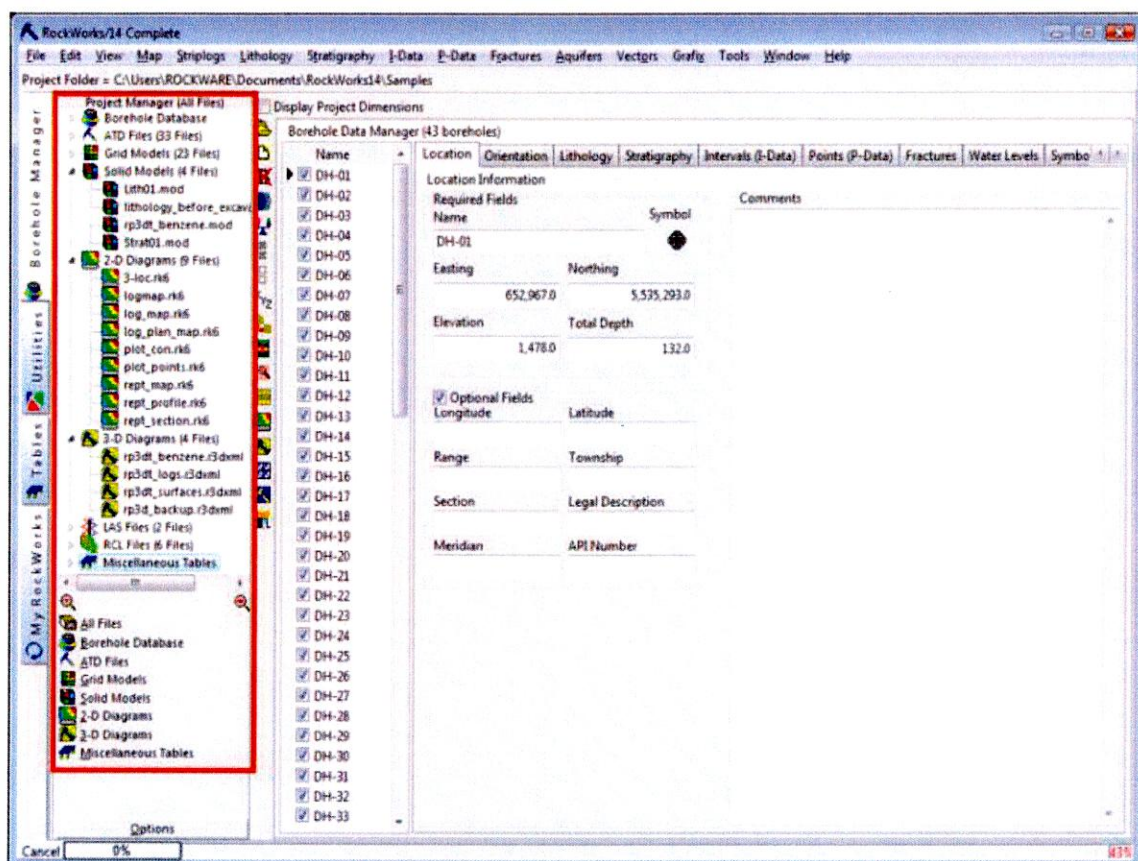 RockWorks/14 Complete
File Edit View Map Striplogs Lithology Stratigraphy I-Data P-Data Fractures Aquifers Vectors Grafix Tools Window Help
Project Folder = C:\Users\ROCKWARE\Documents\RockWorks14\Samples
Borehole Manager
Utilities
Tables
My RockWorks
Project Manager (All Files)
Borehole Database
ATD Files (33 Files)
Grid Models (23 Files)
Solid Models (4 Files)
Lith01.mod
lithology_before_excava
rp3dt_benzene.mod
Strat01.mod
2-D Diagrams (9 Files)
3-loc.rk6
logmap.rk6
log_map.rk6
log_plan_map.rk6
plot_con.rk6
plot_points.rk6
rept_map.rk6
rept_profile.rk6
rept_section.rk6
3-D Diagrams (4 Files)
rp3dt_benzene.r3dxml
rp3dt_logs.r3dxml
rp3dt_surfaces.r3dxml
rp3d_backup.r3dxml
LAS Files (2 Files)
RCL Files (6 Files)
Miscellaneous Tables
All Files
Borehole Database
ATD Files
Grid Models
Solid Models
2-D Diagrams
3-D Diagrams
Miscellaneous Tables
Options
Cancel 0%
Display Project Dimensions
Borehole Data Manager (43 boreholes)
Name
DH-01
DH-02
DH-03
DH-04
DH-05
DH-06
DH-07
DH-08
DH-09
DH-10
DH-11
DH-12
DH-13
DH-14
DH-15
DH-16
DH-17
DH-18
DH-19
DH-20
DH-21
DH-22
DH-23
DH-24
DH-25
DH-26
DH-27
DH-28
DH-29
DH-30
DH-31
DH-32
DH-33
Location Orientation Lithology Stratigraphy Intervals (I-Data) Points (P-Data) Fractures Water Levels Symbo
Location Information
Required Fields
Name Symbol
DH-01
Easting Northing
652,967.0 5,535,293.0
Elevation Total Depth
1,478.0 132.0
Optional Fields
Longitude Latitude
Range Township
Section Legal Description
Meridian API Number
Comments
43%